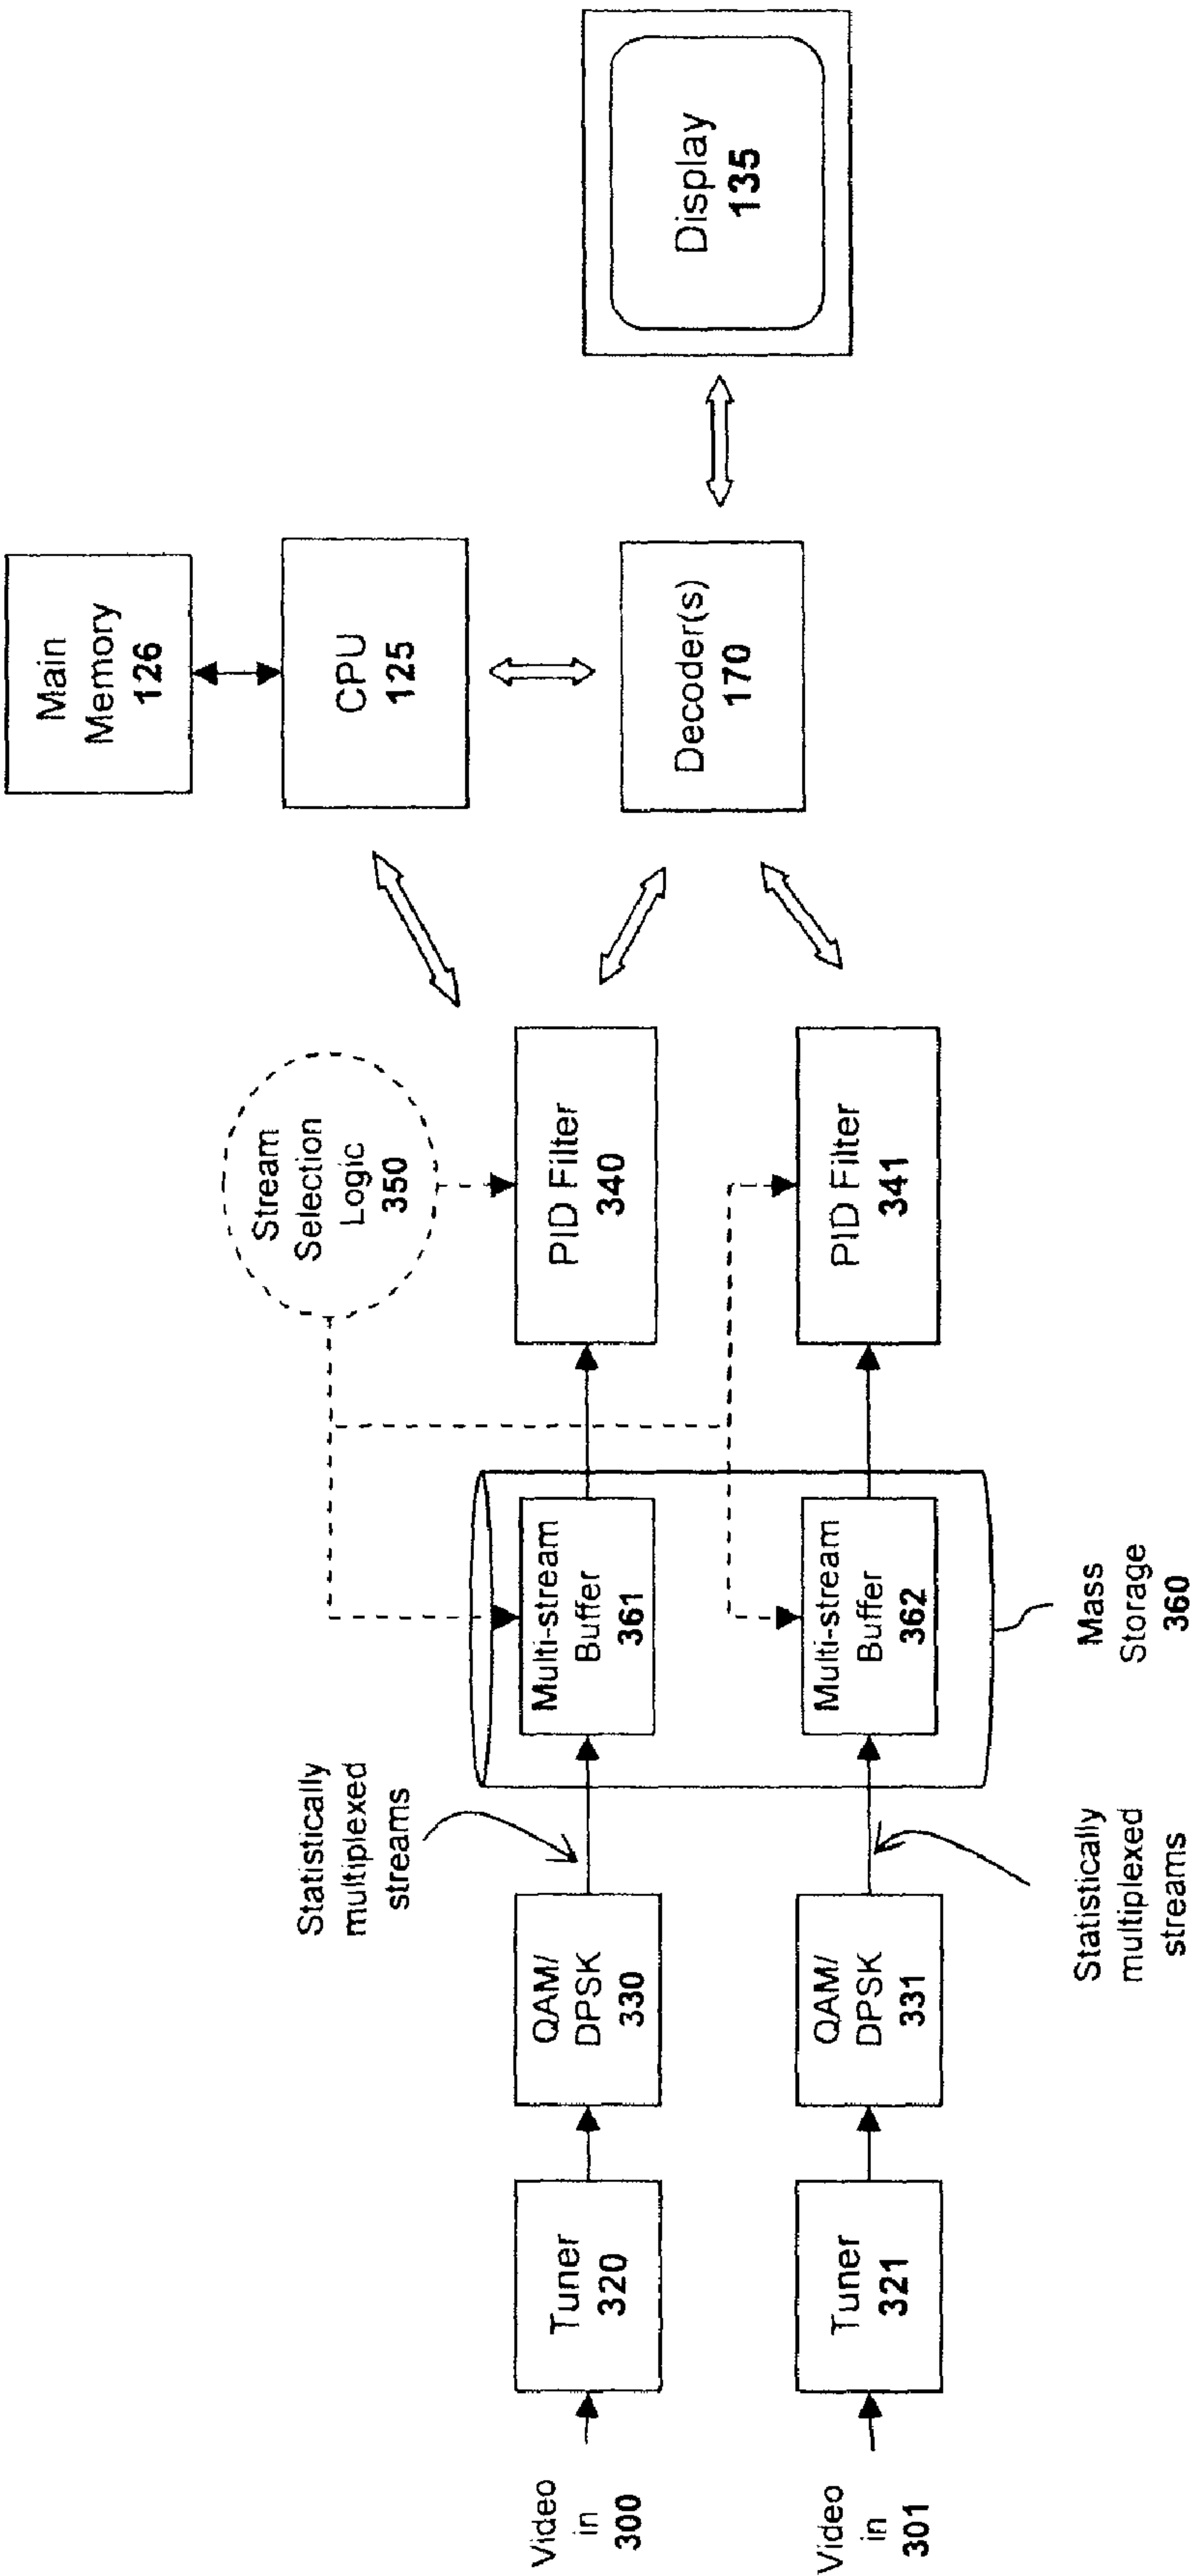 Main
Memory
126
CPU
125
Decoder(s)
170
Display
135
Stream
Selection
Logic
350
PID Filter
340
PID Filter
341
Statistically
multiplexed
streams
Multi-stream
Buffer
361
Multi-stream
Buffer
362
Mass
Storage
360
Video
in
300
Tuner
320
QAM/
DPSK
330
Video
in
301
Tuner
321
QAM/
DPSK
331
Statistically
multiplexed
streams